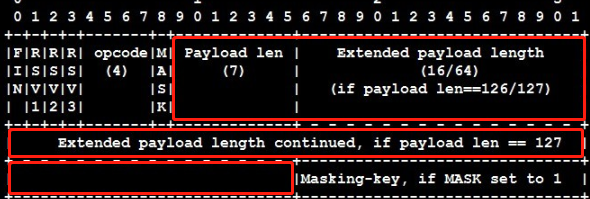 0 1 2 3
0 1 2 3 4 5 6 7 8 9 0 1 2 3 4 5 6 7 8 9 0 1 2 3 4 5 6 7 8 9 0 1
+-+-+-+-+-------+-+-------------+-------------------------------+
|F|R|R|R| opcode|M| Payload len | Extended payload length |
|I|S|S|S| (4) |A| (7) | (16/64) |
|N|V|V|V| |S| | (if payload len==126/127) |
| |1|2|3| |K| | |
+-+-+-+-+-------+-+-------------+ - - - - - - - - - - - - - - - +
| Extended payload length continued, if payload len == 127 |
+ - - - - - - - - - - - - - - - +-------------------------------+
| |Masking-key, if MASK set to 1 |
+-------------------------------+-------------------------------+